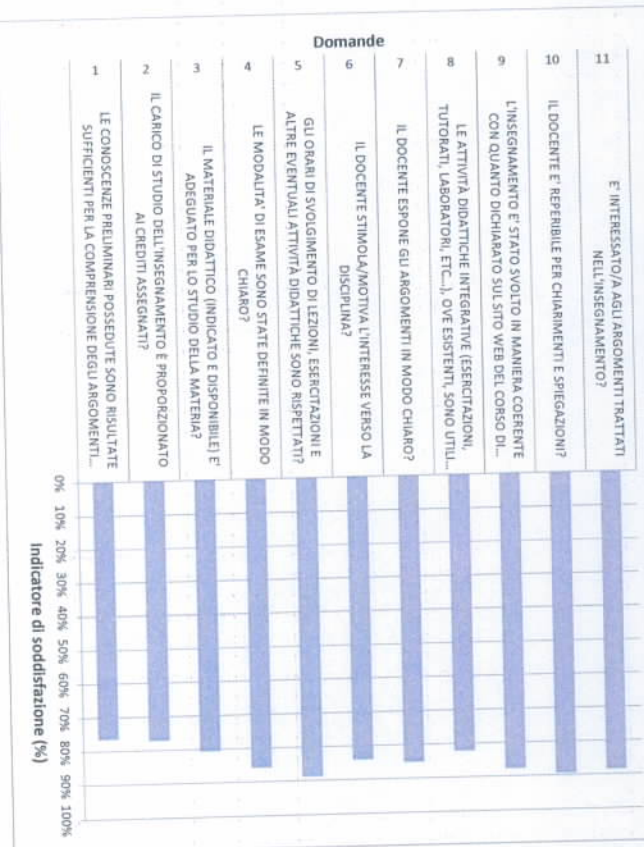 Domande
11
E' INTERESSATO/A AGLI ARGOMENTI TRATTATI
NELL'INSEGNAMENTO?
10
IL DOCENTE E' REPERIBILE PER CHIARIMENTI E SPIEGAZIONI?
9
L'INSEGNAMENTO E' STATO SVOLTO IN MANIERA COERENTE
CON QUANTO DICHIARATO SUL SITO WEB DEL CORSO DI...
8
LE ATTIVITÀ DIDATTICHE INTEGRATIVE (ESERCITAZIONI,
TUTORATI, LABORATORI, ETC...), OVE ESISTENTI, SONO UTILI...
7
IL DOCENTE ESPONE GLI ARGOMENTI IN MODO CHIARO?
6
IL DOCENTE STIMOLA/MOTIVA L'INTERESSE VERSO LA
DISCIPLINA?
5
GLI ORARI DI SVOLGIMENTO DI LEZIONI, ESERCITAZIONI E
ALTRE EVENTUALI ATTIVITÀ DIDATTICHE SONO RISPETTATI?
4
LE MODALITA' DI ESAME SONO STATE DEFINITE IN MODO
CHIARO?
3
IL MATERIALE DIDATTICO (INDICATO E DISPONIBILE) E'
ADEGUATO PER LO STUDIO DELLA MATERIA?
2
IL CARICO DI STUDIO DELL'INSEGNAMENTO È PROPORZIONATO
AI CREDITI ASSEGNATI?
1
LE CONOSCENZE PRELIMINARI POSSEDUTE SONO RISULTATE
SUFFICIENTI PER LA COMPRENSIONE DEGLI ARGOMENTI...
0% 10% 20% 30% 40% 50% 60% 70% 80% 90% 100%
Indicatore di soddisfazione (%)